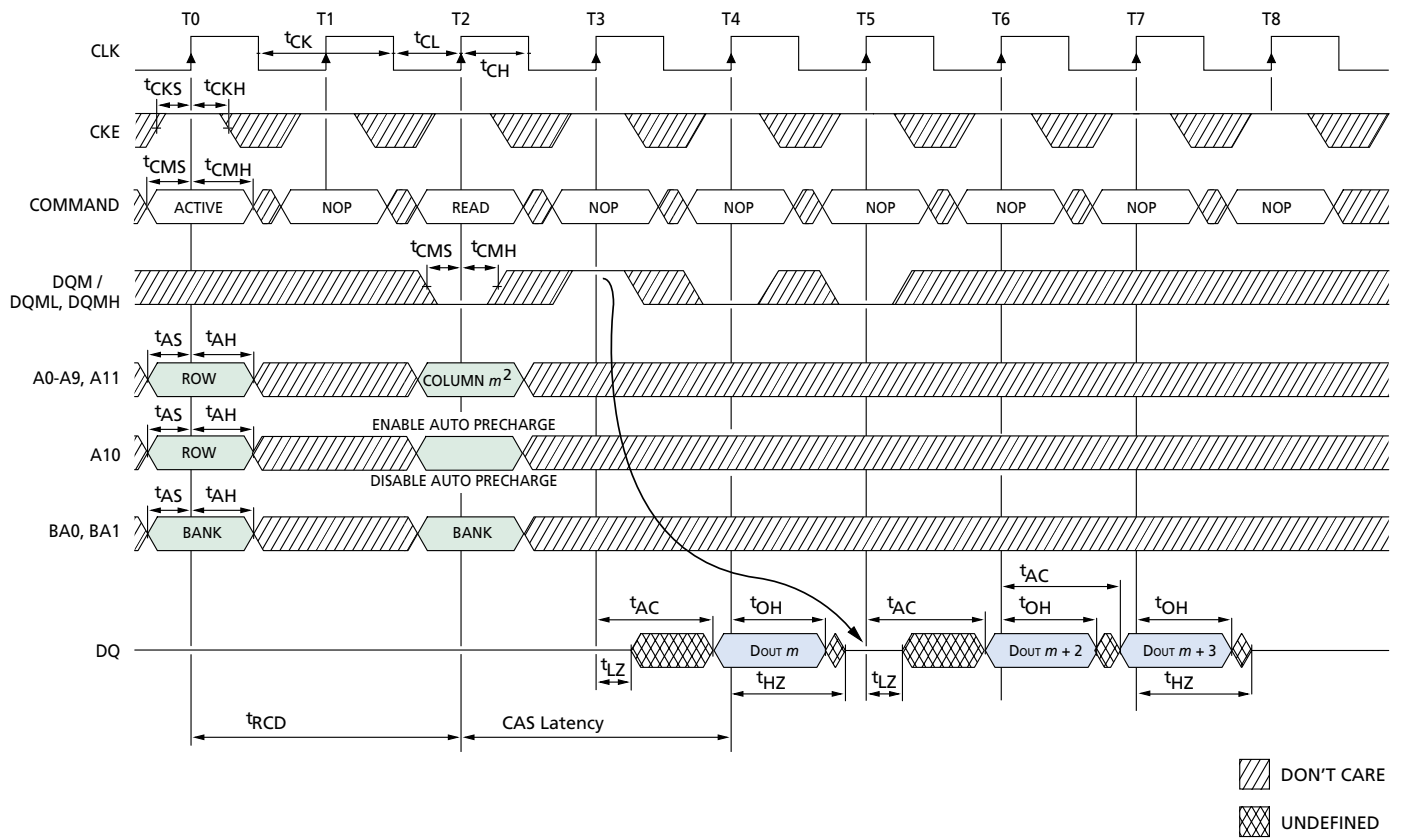 T0 T1 T2 T3 T4 T5 T6 T7 T8
CLK
tCK tCL
tCH
tCKS tCKH
CKE
tCMS tCMH
COMMAND ACTIVE NOP READ NOP NOP NOP NOP NOP NOP
tCMS tCMH
DQM /
DQML, DQMH
tAS tAH
A0-A9, A11 ROW COLUMN m2
tAS tAH ENABLE AUTO PRECHARGE
A10 ROW
DISABLE AUTO PRECHARGE
tAS tAH
BA0, BA1 BANK BANK
tAC
tAC tOH tAC tOH tOH
DQ DOUT m DOUT m + 2 DOUT m + 3
tLZ tHZ tLZ tHZ
tRCD CAS Latency
DON'T CARE
UNDEFINED